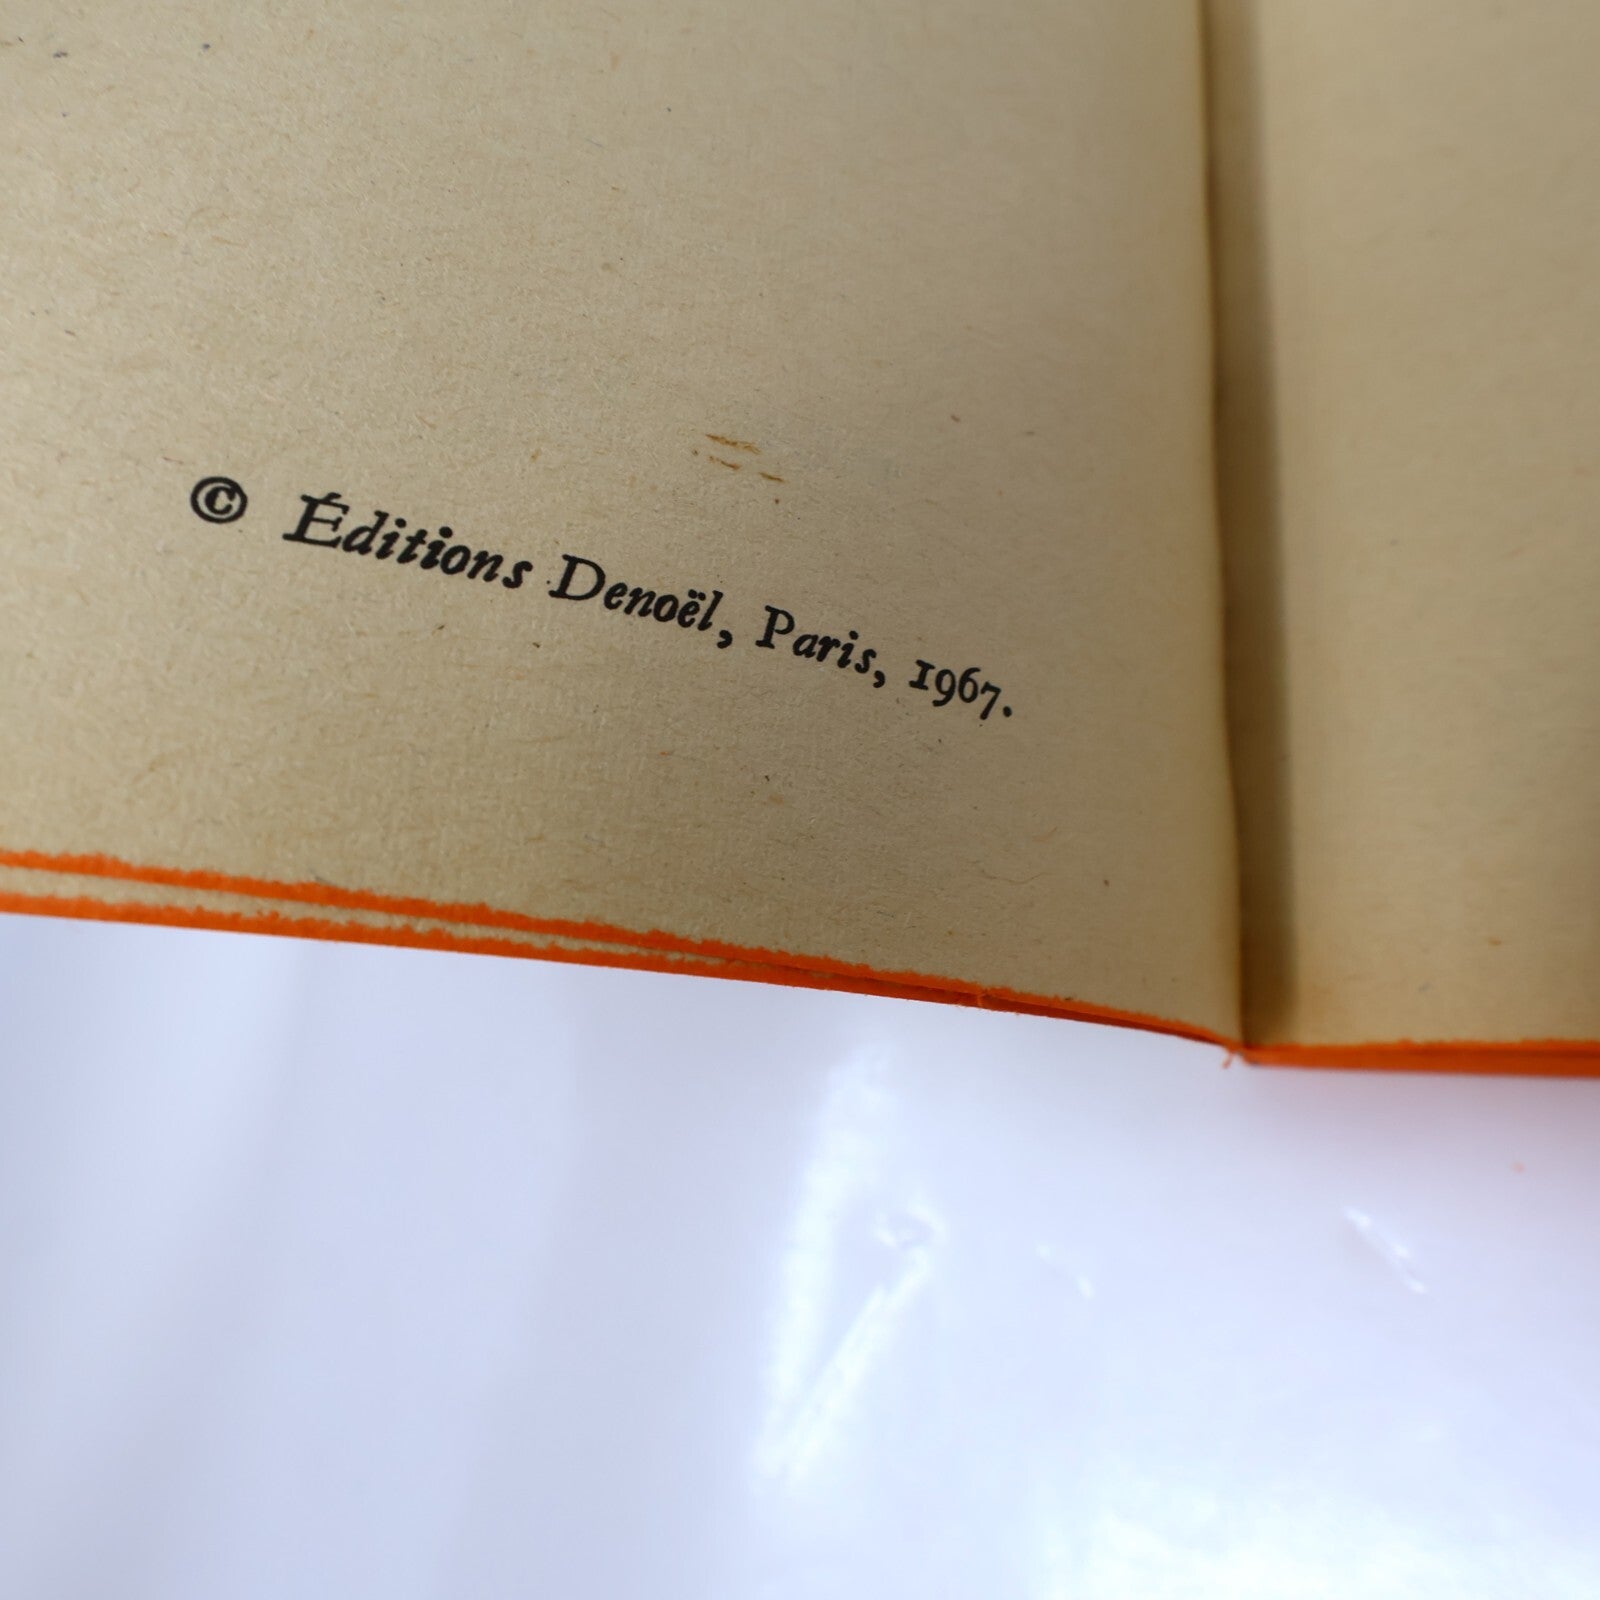 © Éditions Denoël, Paris, 1967.